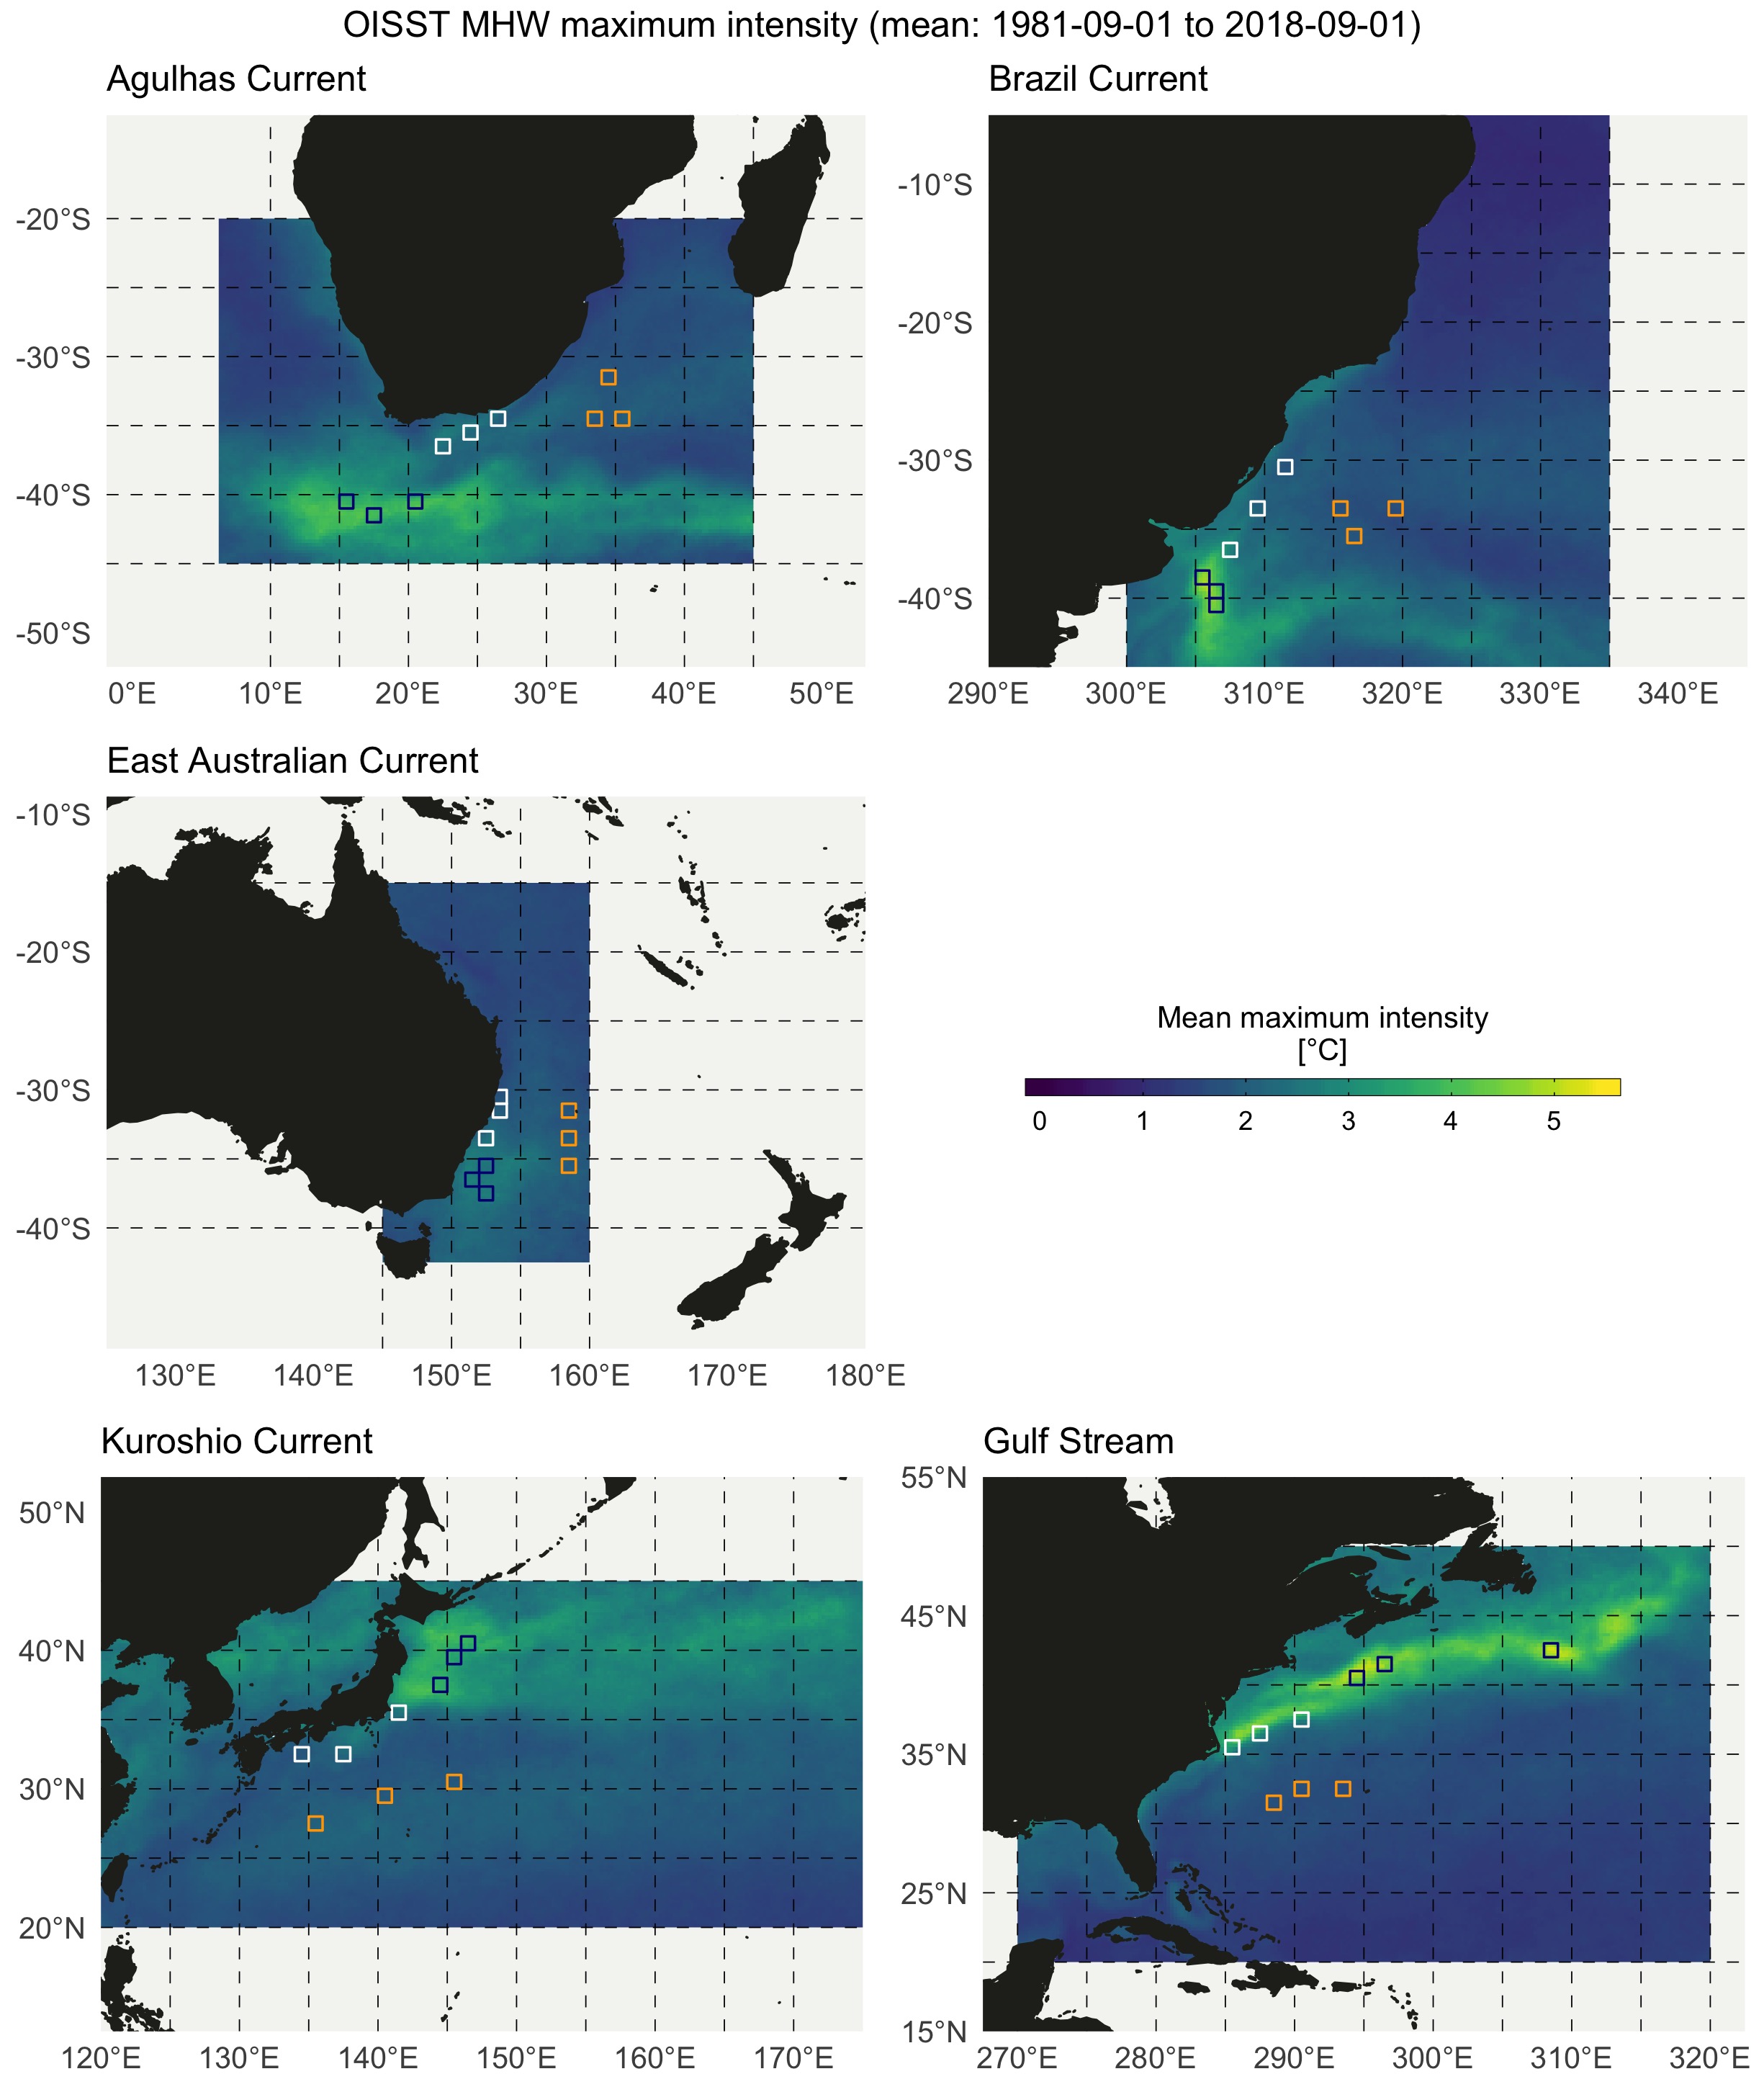 OISST MHW maximum intensity (mean: 1981-09-01 to 2018-09-01)
Agulhas Current
-20°S
-30°S
-40°S
-50°S
0°E 10°E 20°E 30°E 40°E 50°E
Brazil Current
-10°S
-20°S
-30°S
-40°S
290°E 300°E 310°E 320°E 330°E 340°E
East Australian Current
-10°S
-20°S
-30°S
-40°S
130°E 140°E 150°E 160°E 170°E 180°E
Mean maximum intensity
[°C]
0 1 2 3 4 5
Kuroshio Current
50°N
40°N
30°N
20°N
120°E 130°E 140°E 150°E 160°E 170°E
Gulf Stream
55°N
45°N
35°N
25°N
15°N
270°E 280°E 290°E 300°E 310°E 320°E